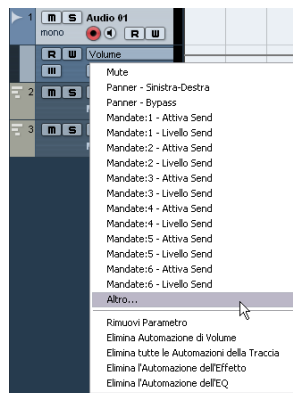 1 M S Audio 01
mono R W
R W Volume
2 M S
3 M S
Mute
Panner - Sinistra-Destra
Panner - Bypass
Mandate:1 - Attiva Send
Mandate:1 - Livello Send
Mandate:2 - Attiva Send
Mandate:2 - Livello Send
Mandate:3 - Attiva Send
Mandate:3 - Livello Send
Mandate:4 - Attiva Send
Mandate:4 - Livello Send
Mandate:5 - Attiva Send
Mandate:5 - Livello Send
Mandate:6 - Attiva Send
Mandate:6 - Livello Send
Altro...
Rimuovi Parametro
Elimina Automazione di Volume
Elimina tutte le Automazioni della Traccia
Elimina l'Automazione dell'Effetto
Elimina l'Automazione dell'EQ